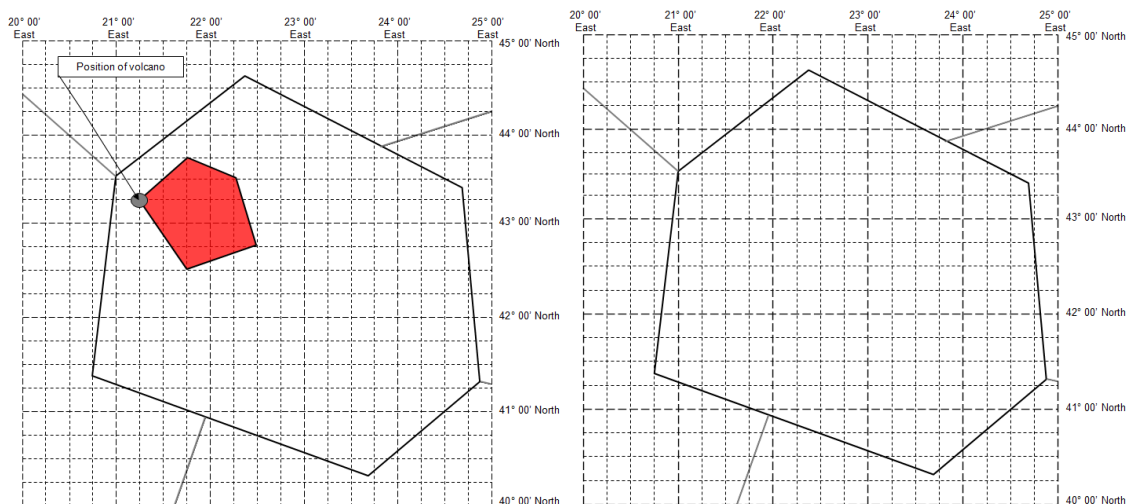 20° 00' 21° 00' 22° 00' 23° 00' 24° 00' 25° 00'
East East East East East East
45° 00' North
Position of volcano
44° 00' North
43° 00' North
42° 00' North
41° 00' North
40° 00' North
20° 00' 21° 00' 22° 00' 23° 00' 24° 00' 25° 00'
East East East East East East
45° 00' North
44° 00' North
43° 00' North
42° 00' North
41° 00' North
40° 00' North